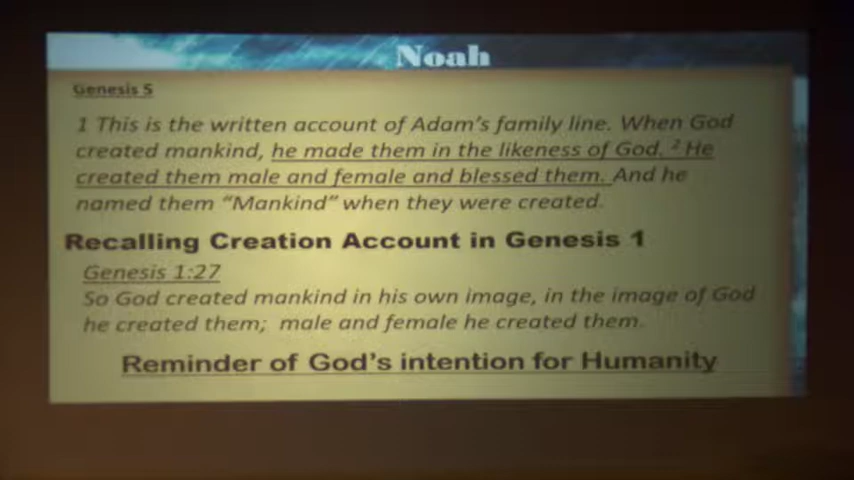 Noah
Genesis 5
1 This is the written account of Adam's family line. When God
created mankind, he made them in the likeness of God. 2 He
created them male and female and blessed them. And he
named them "Mankind" when they were created.
Recalling Creation Account in Genesis 1
Genesis 1:27
So God created mankind in his own image, in the image of God
he created them; male and female he created them.
Reminder of God's intention for Humanity